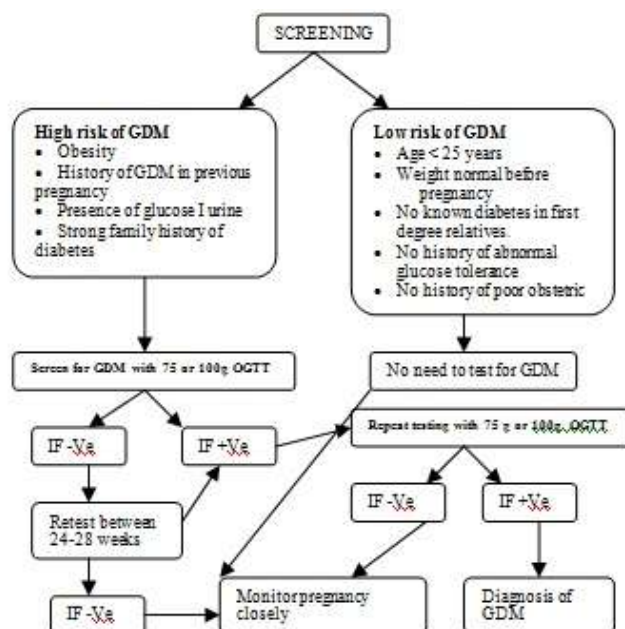 SCREENING
High risk of GDM
• Obesity
• History of GDM in previous
pregnancy
• Presence of glucose I urine
• Strong family history of
diabetes
Low risk of GDM
• Age < 25 years
• Weight normal before
pregnancy
• No known diabetes in first
degree relatives.
• No history of abnormal
glucose tolerance
• No history of poor obstetric
Screen for GDM with 75 or 100g OGTT
No need to test for GDM
IF -Ve
IF +Ve
Repeat testing with 75 g or 100g. OGTT
Retest between
24-28 weeks
IF -Ve
IF +Ve
IF -Ve
Monitor pregnancy
closely
Diagnosis of
GDM